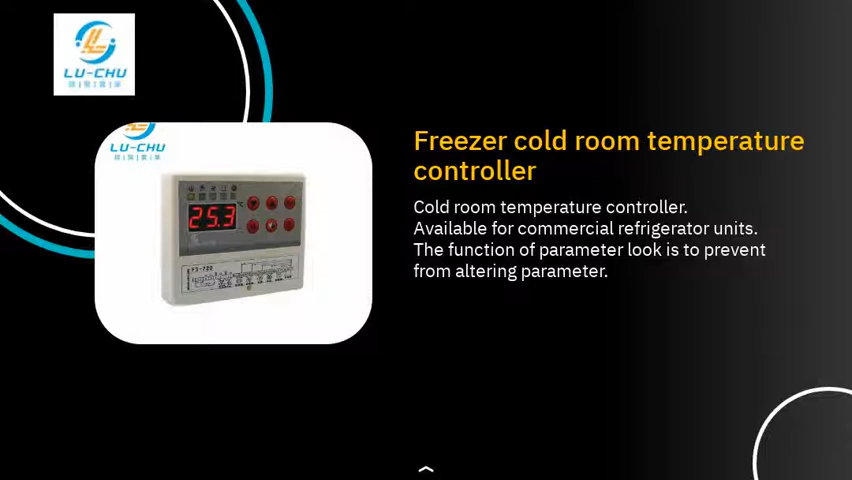 LU-CHU
Freezer cold room temperature
controller
LU-CHU
Cold room temperature controller.
Available for commercial refrigerator units.
The function of parameter look is to prevent
from altering parameter.
25.3
°C